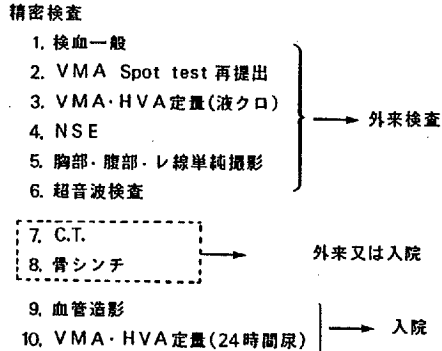 精密検査
1. 検血一般
2. VMA Spot test 再提出
3. VMA・HVA定量(液クロ)
4. NSE
5. 胸部・腹部・レ線単純撮影
6. 超音波検査
外来検査
7. C.T.
8. 骨シンチ
外来又は入院
9. 血管造影
10. VMA・HVA定量(24時間尿)
入院